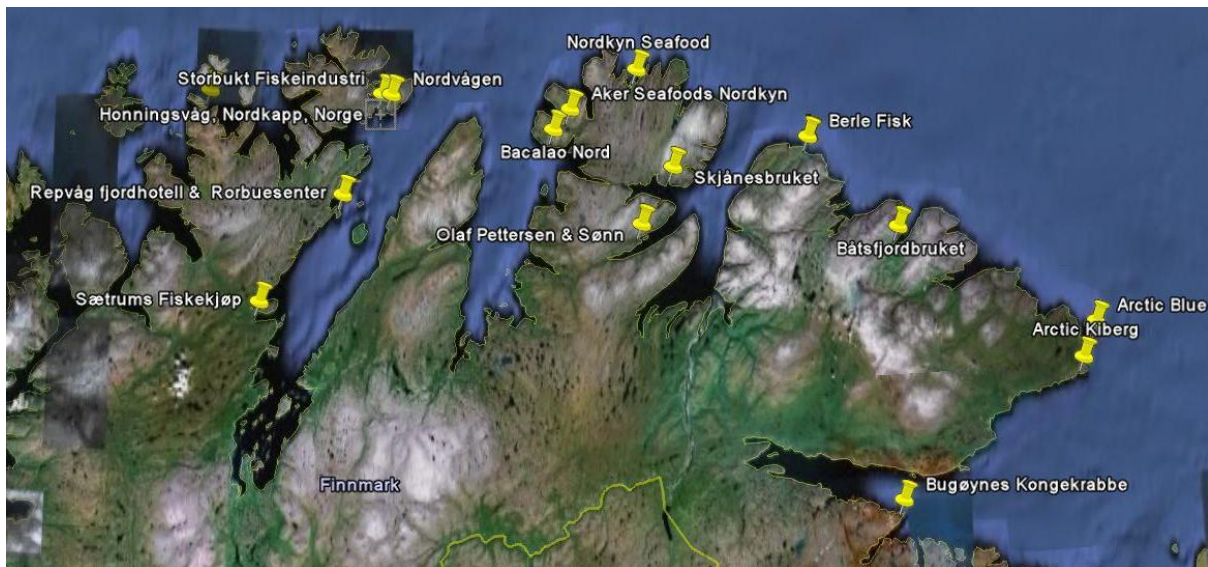 Nordkyn Seafood
Storbukt Fiskeindustri
Nordvågen
Aker Seafoods Nordkyn
Honningsvåg, Nordkapp, Norge
Berle Fisk
Bacalao Nord
Skjånesbruket
Repvåg fjordhotell & Rorbuesenter
Olaf Pettersen & Sønn
Båtsfjordbruket
Sætrums Fiskekjøp
Arctic Blue
Arctic Kiberg
Finnmark
Bugøynes Kongekrabbe